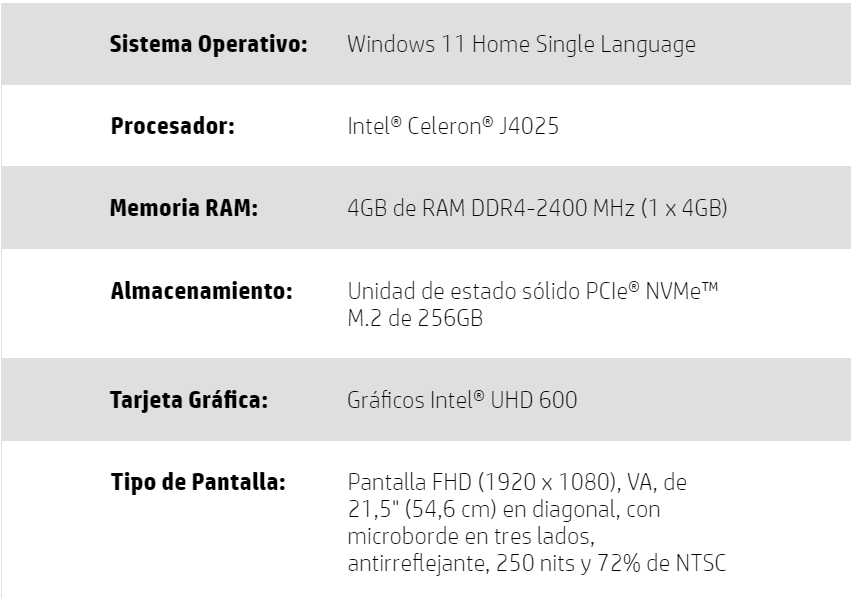 Sistema Operativo: Windows 11 Home Single Language
Procesador: Intel® Celeron® J4025
Memoria RAM: 4GB de RAM DDR4-2400 MHz (1 x 4GB)
Almacenamiento: Unidad de estado sólido PCIe® NVMe™
M.2 de 256GB
Tarjeta Gráfica: Gráficos Intel® UHD 600
Tipo de Pantalla: Pantalla FHD (1920 x 1080), VA, de
21,5" (54,6 cm) en diagonal, con
microborde en tres lados,
antirreflejante, 250 nits y 72% de NTSC